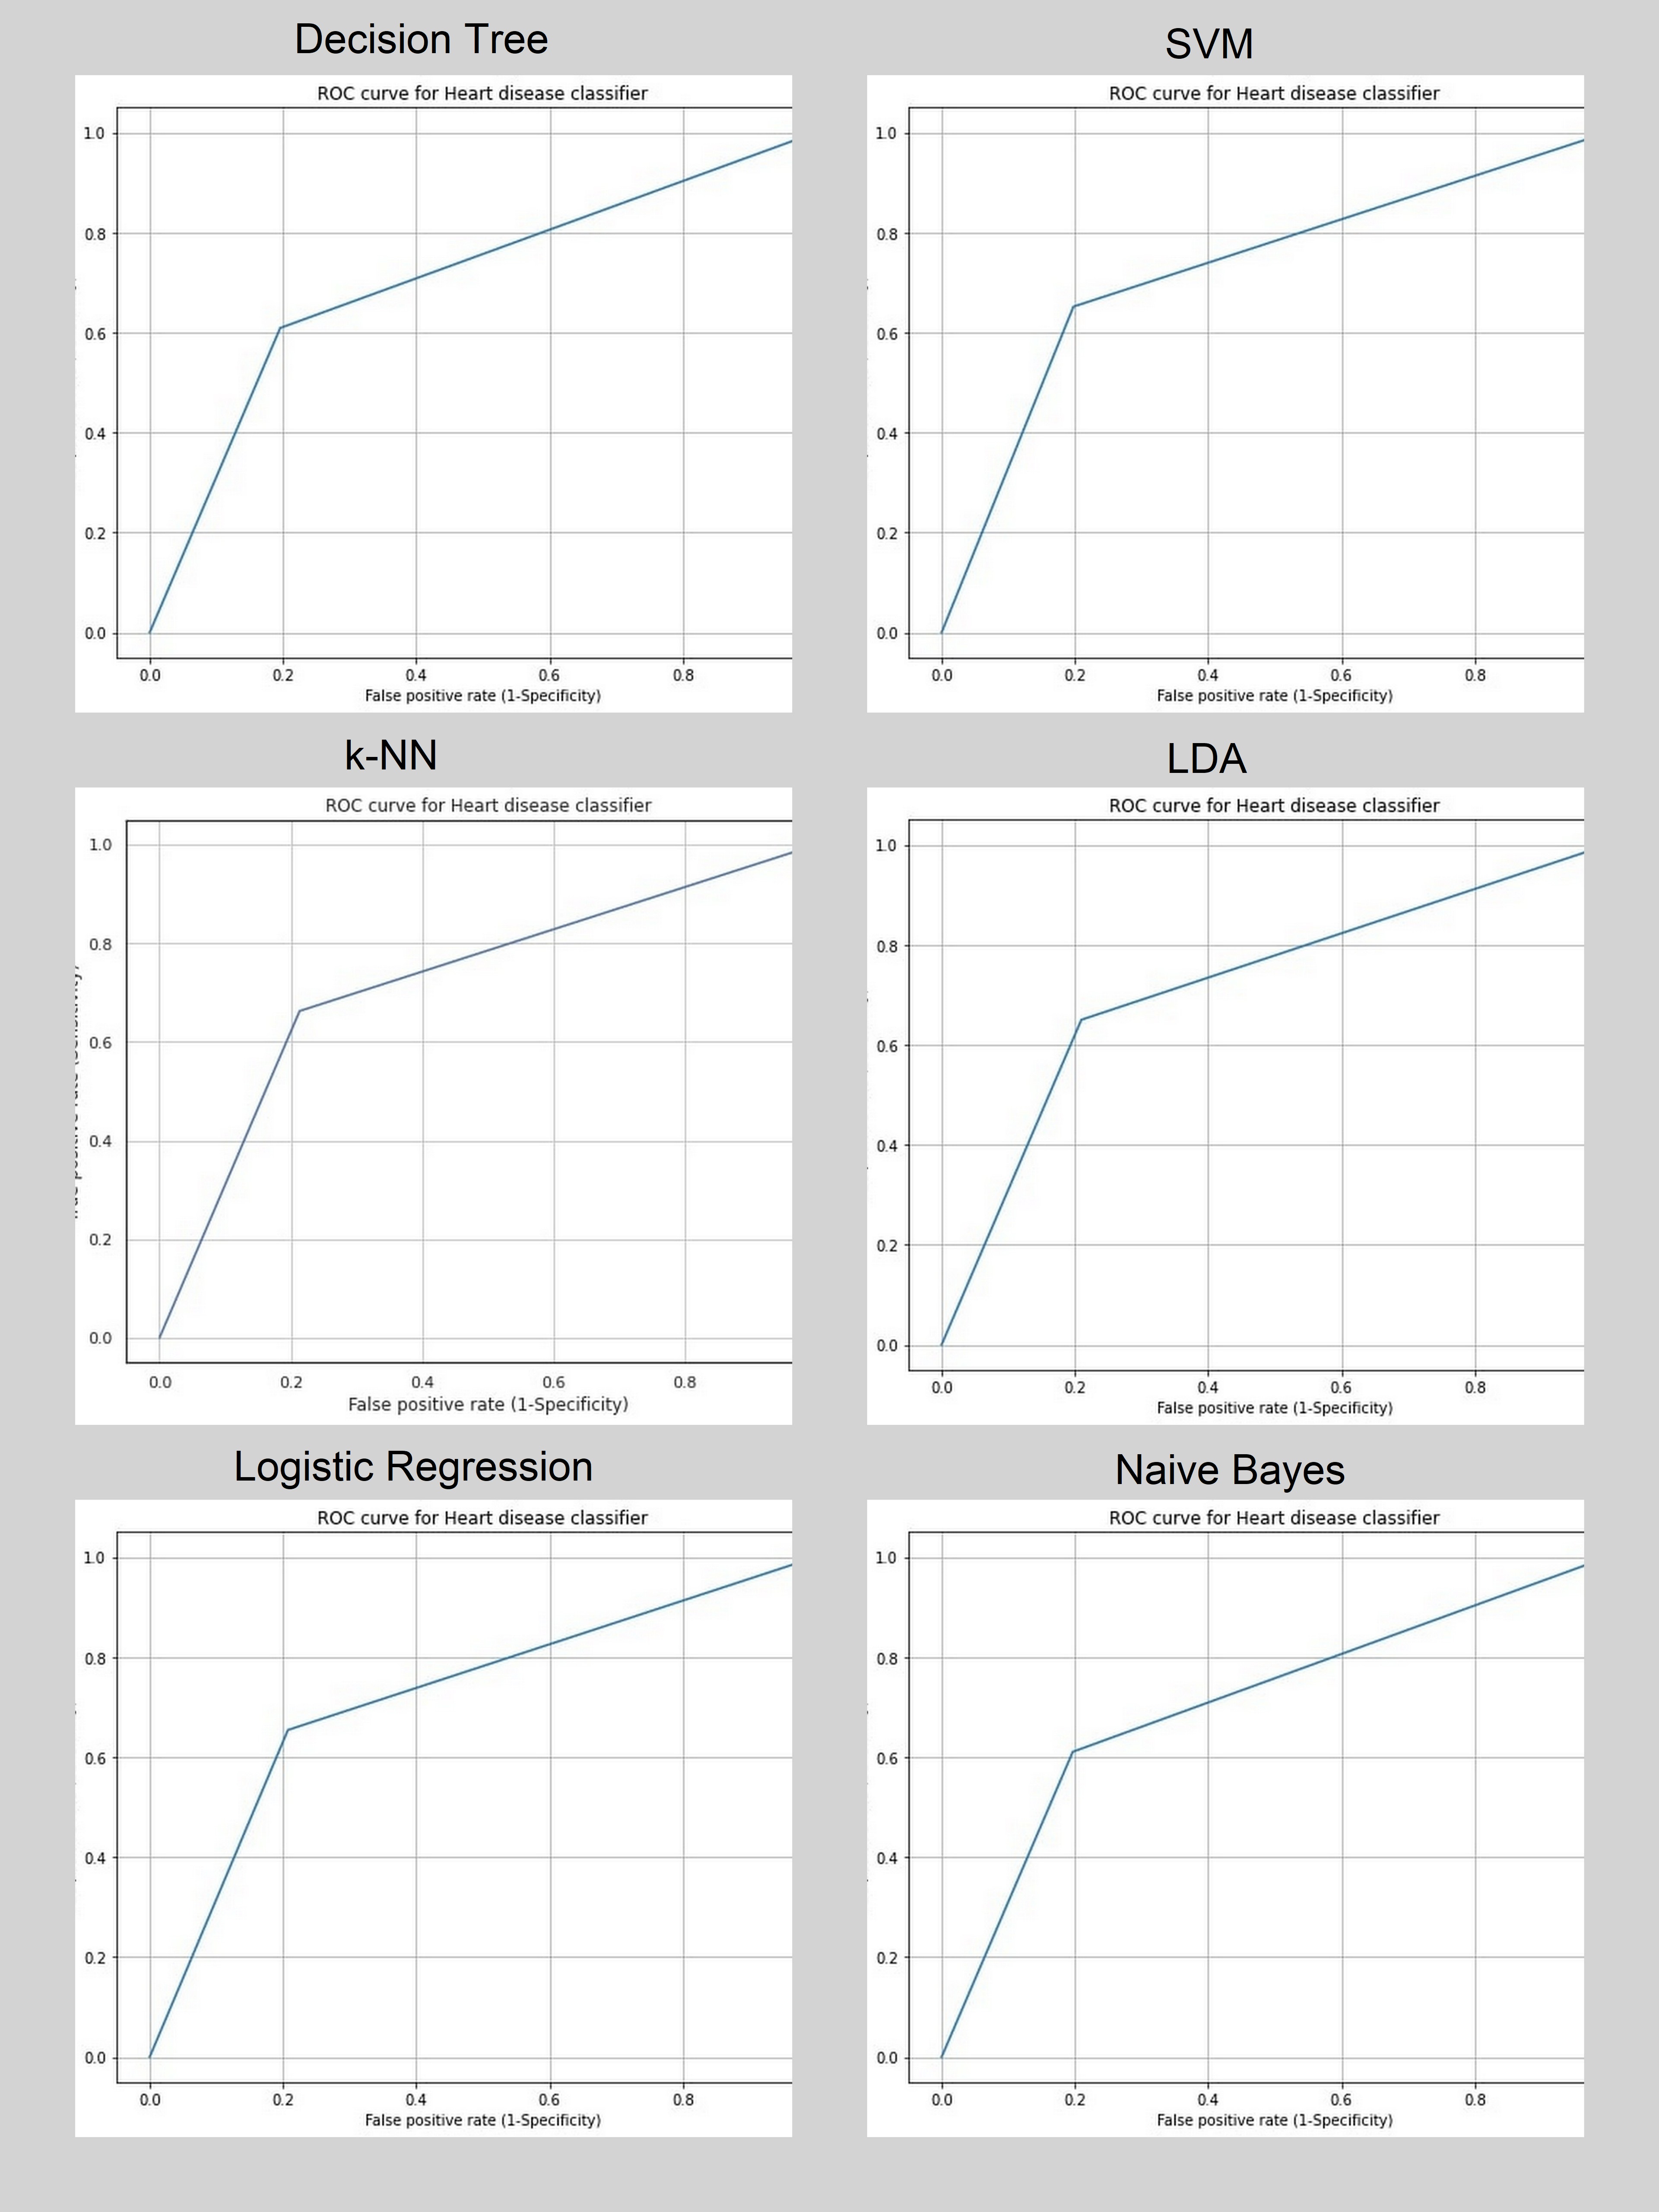 Decision Tree
ROC curve for Heart disease classifier
1.0
0.8
0.6
0.4
0.2
0.0
0.0 0.2 0.4 0.6 0.8
False positive rate (1-Specificity)
SVM
ROC curve for Heart disease classifier
1.0
0.8
0.6
0.4
0.2
0.0
0.0 0.2 0.4 0.6 0.8
False positive rate (1-Specificity)
k-NN
ROC curve for Heart disease classifier
1.0
0.8
0.6
0.4
0.2
0.0
0.0 0.2 0.4 0.6 0.8
False positive rate (1-Specificity)
LDA
ROC curve for Heart disease classifier
1.0
0.8
0.6
0.4
0.2
0.0
0.0 0.2 0.4 0.6 0.8
False positive rate (1-Specificity)
Logistic Regression
ROC curve for Heart disease classifier
1.0
0.8
0.6
0.4
0.2
0.0
0.0 0.2 0.4 0.6 0.8
False positive rate (1-Specificity)
Naive Bayes
ROC curve for Heart disease classifier
1.0
0.8
0.6
0.4
0.2
0.0
0.0 0.2 0.4 0.6 0.8
False positive rate (1-Specificity)